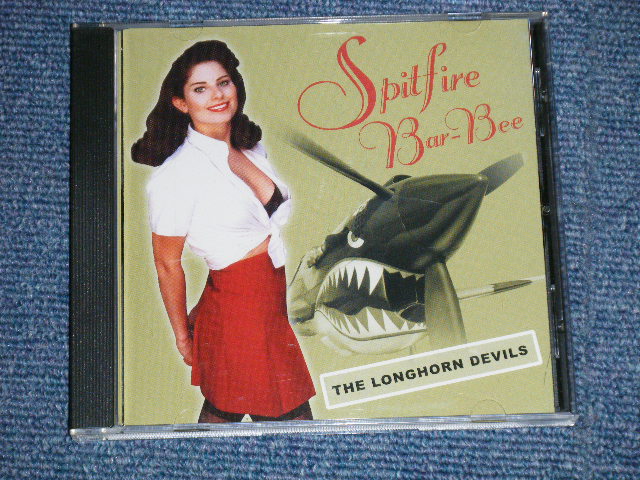 Spitfire
Bar-Bee
THE LONGHORN DEVILS